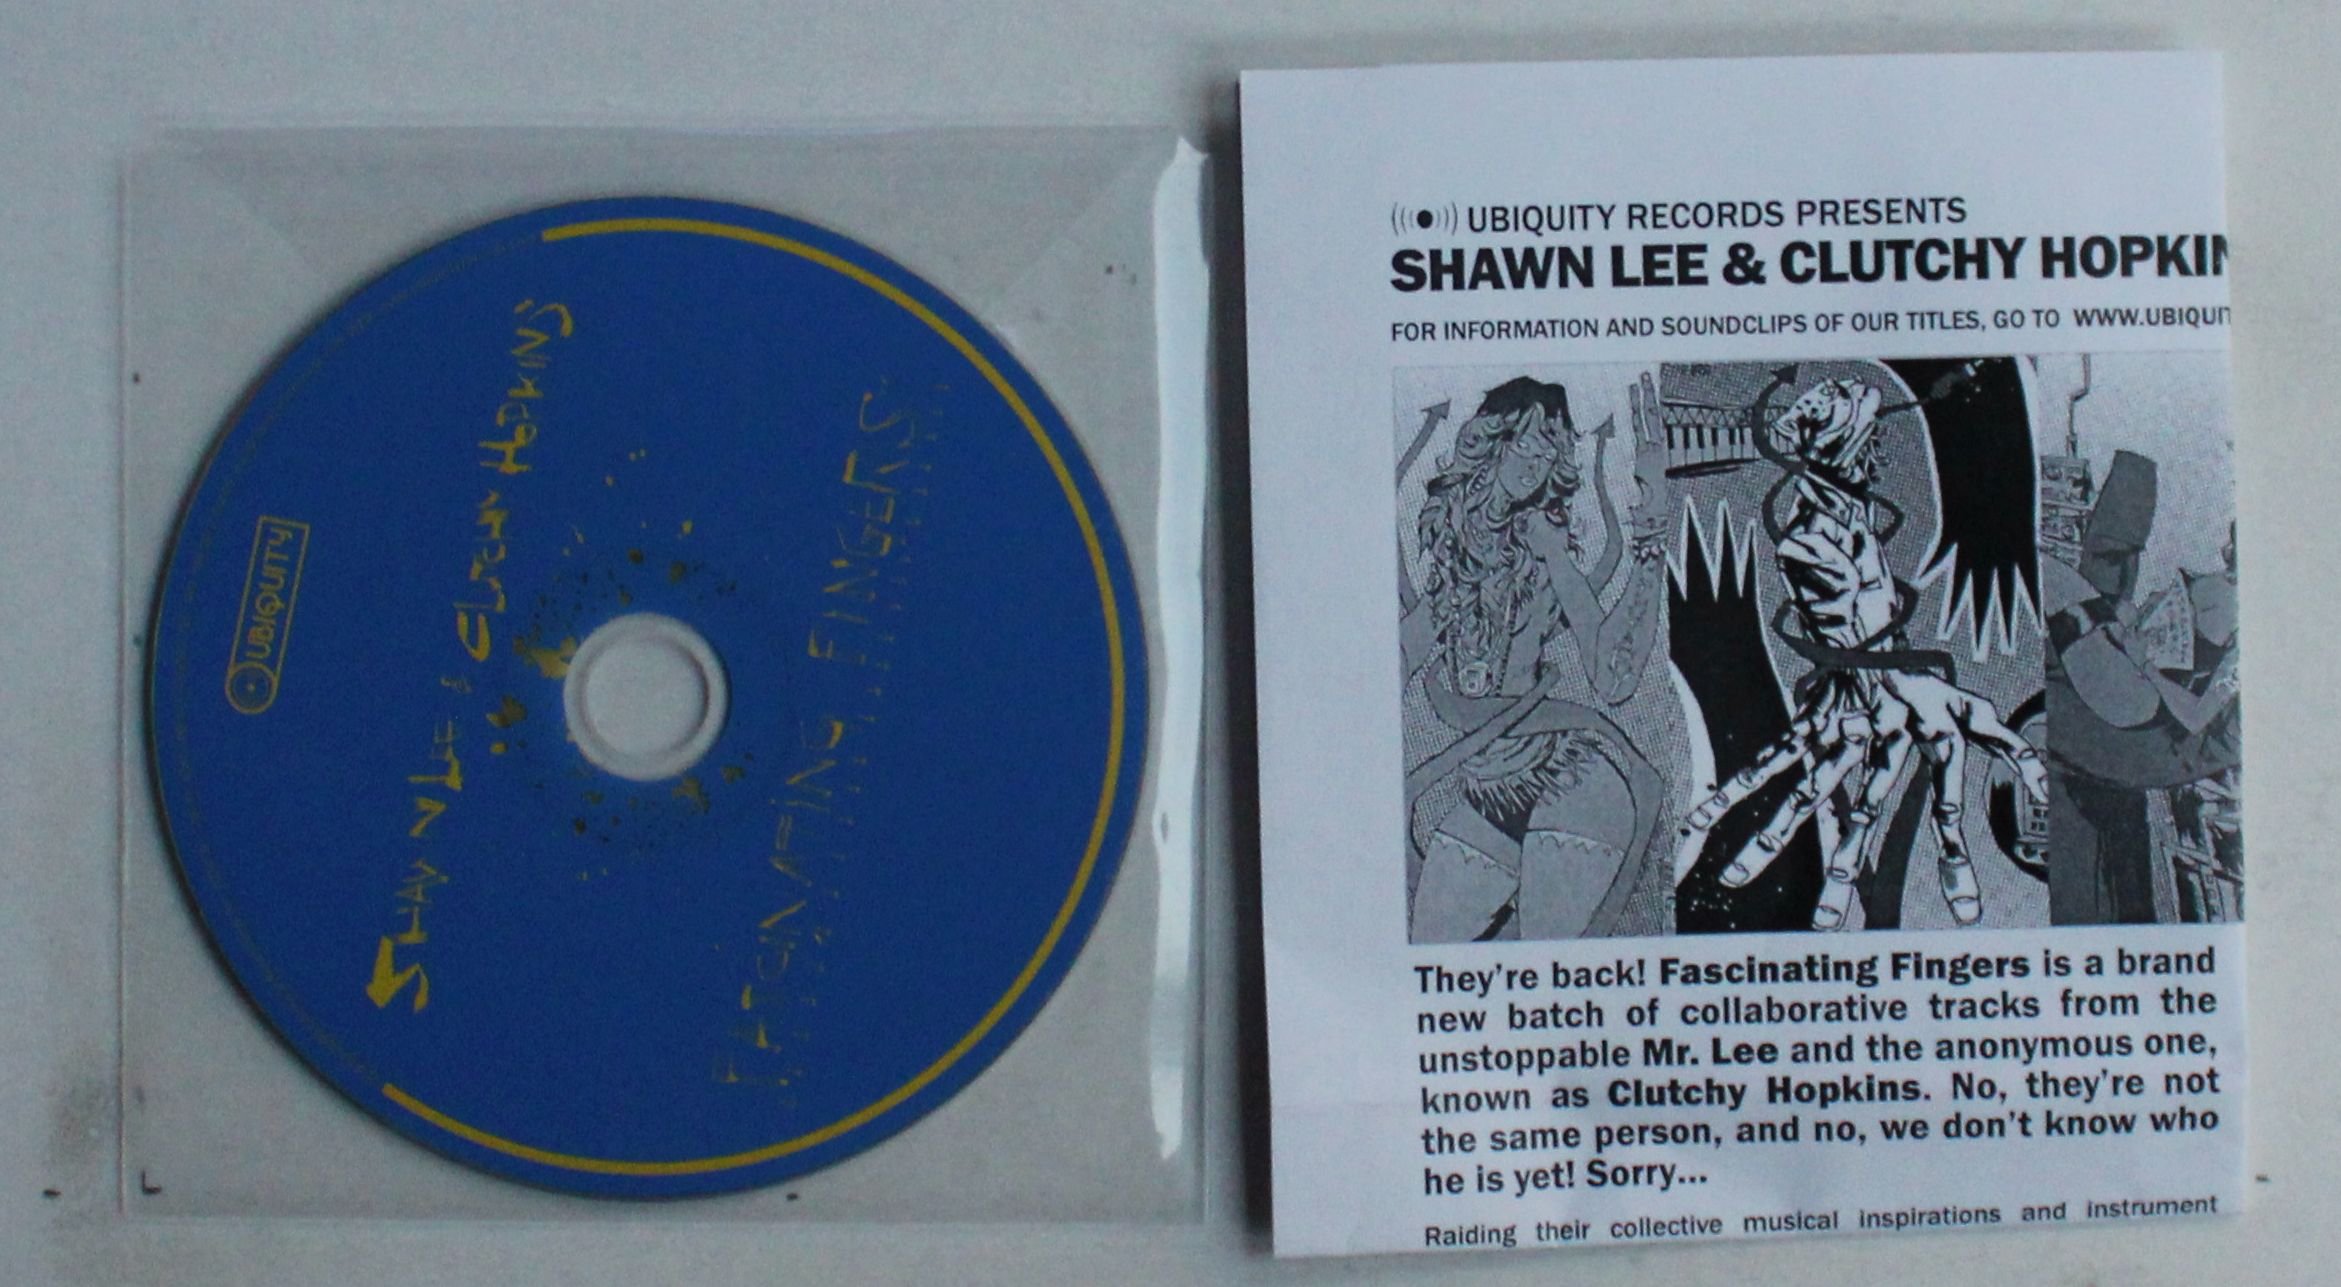 UBIQUITY
SHAWN LEE & CLUTCHY HOPKINS
FASCINATING FINGERS
UBIQUITY RECORDS PRESENTS
SHAWN LEE & CLUTCHY HOPKIN
FOR INFORMATION AND SOUNDCLIPS OF OUR TITLES, GO TO WWW.UBIQUIT
They're back! Fascinating Fingers is a brand
new batch of collaborative tracks from the
unstoppable Mr. Lee and the anonymous one,
known as Clutchy Hopkins. No, they're not
the same person, and no, we don't know who
he is yet! Sorry...
Raiding their collective musical inspirations and instrument